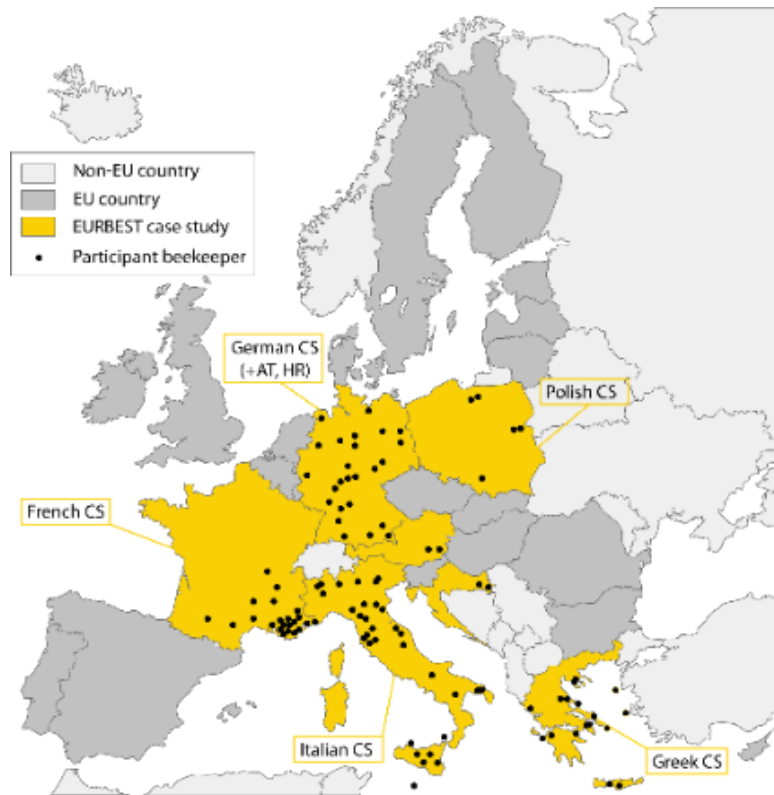 Non-EU country
EU country
EURBEST case study
Participant beekeeper
German CS
(+AT, HR)
Polish CS
French CS
Italian CS
Greek CS